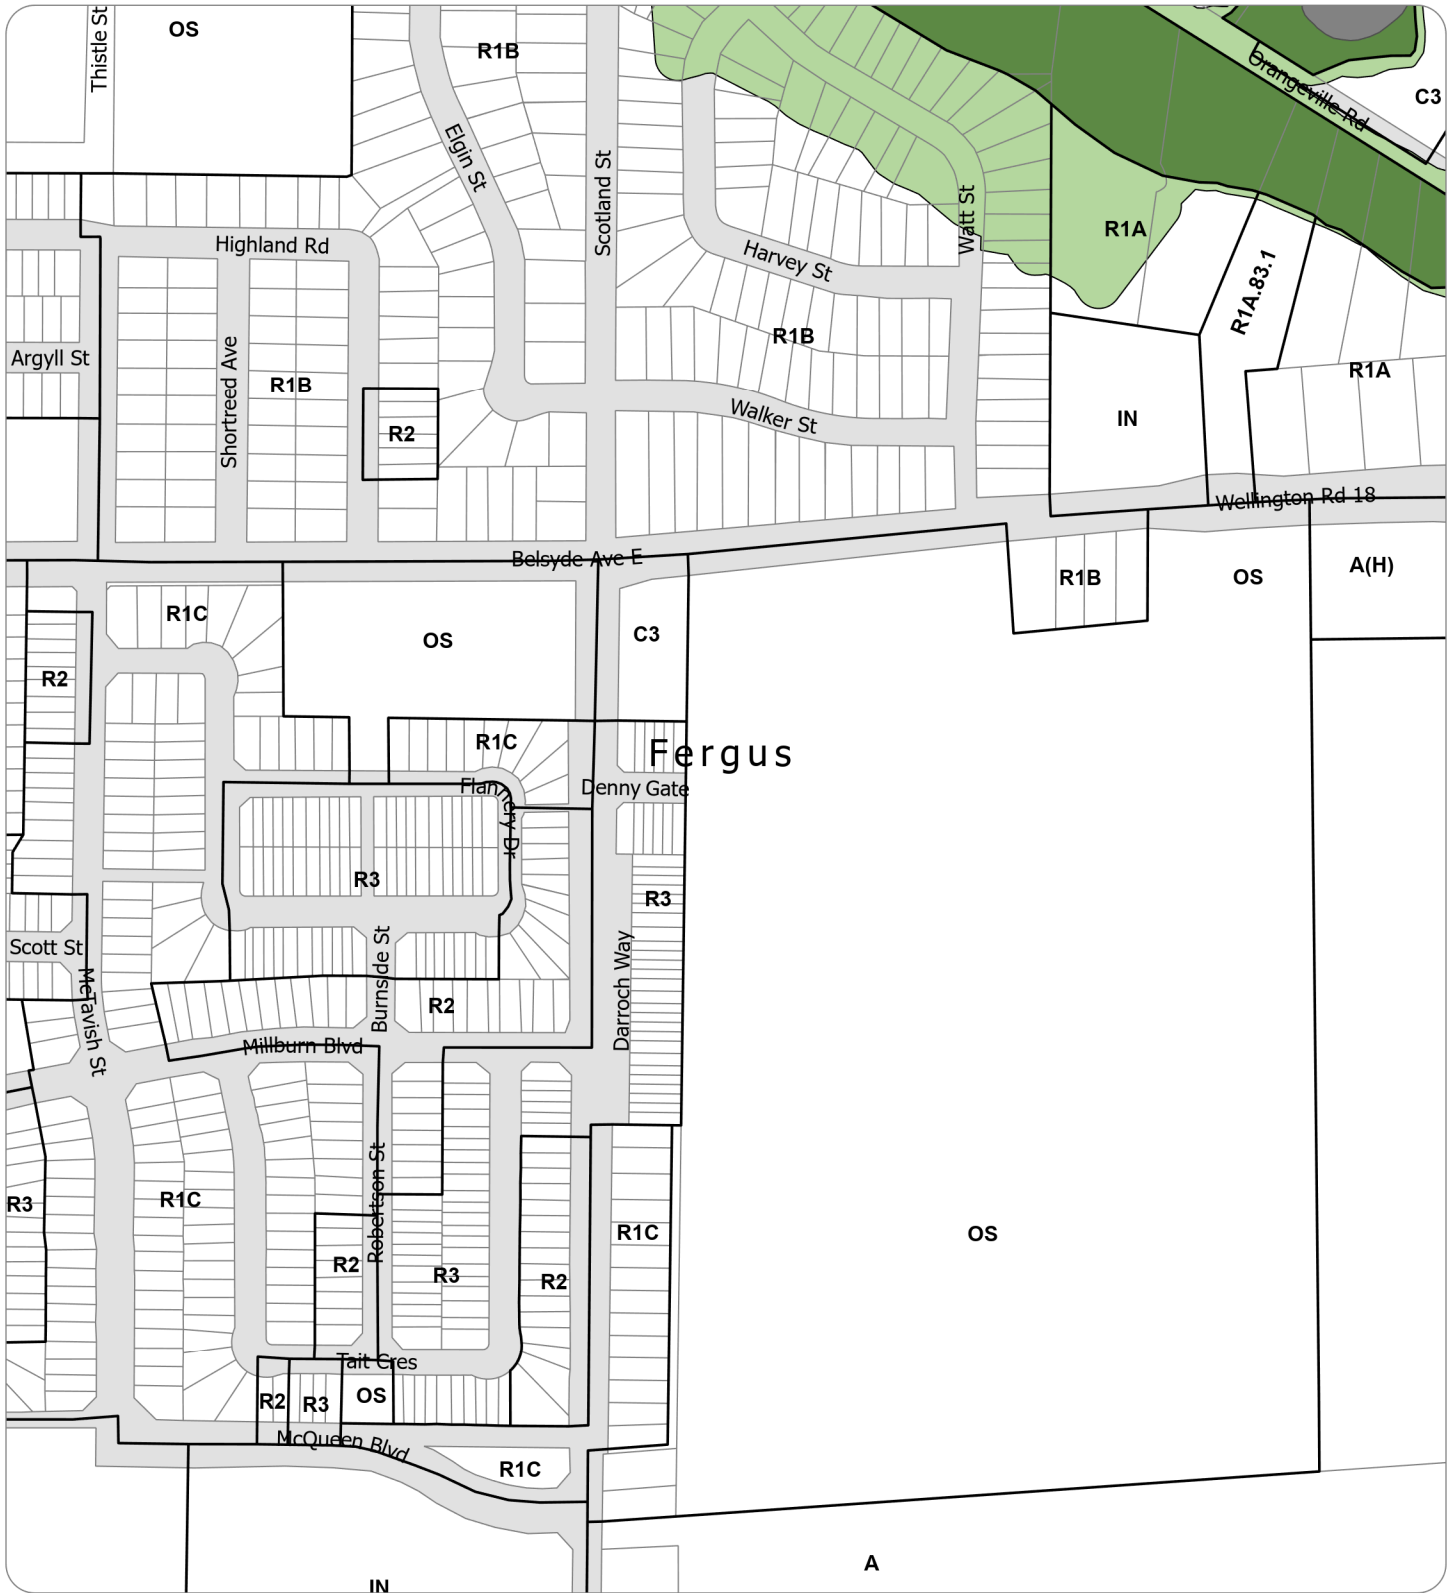 Thistle St
OS
R1B
Orangeville Rd
C3
Elgin St
Scotland St
Watt St
R1A
Highland Rd
Harvey St
R1A.83.1
Argyll St
Shortreed Ave
R1B
R1B
R1A
R2
Walker St
IN
Wellington Rd 18
Belsyde Ave E
R1B
OS
A(H)
R1C
OS
C3
R2
R1C
Fergus
Flannery Dr
Denny Gate
R3
R3
Scott St
McTavish St
Burnside St
Darroch Way
R2
Millburn Blvd
R3
R1C
Robertson St
R1C
OS
R2
R3
R2
Tait Cres
R2
R3
OS
McQueen Blvd
R1C
A
IN